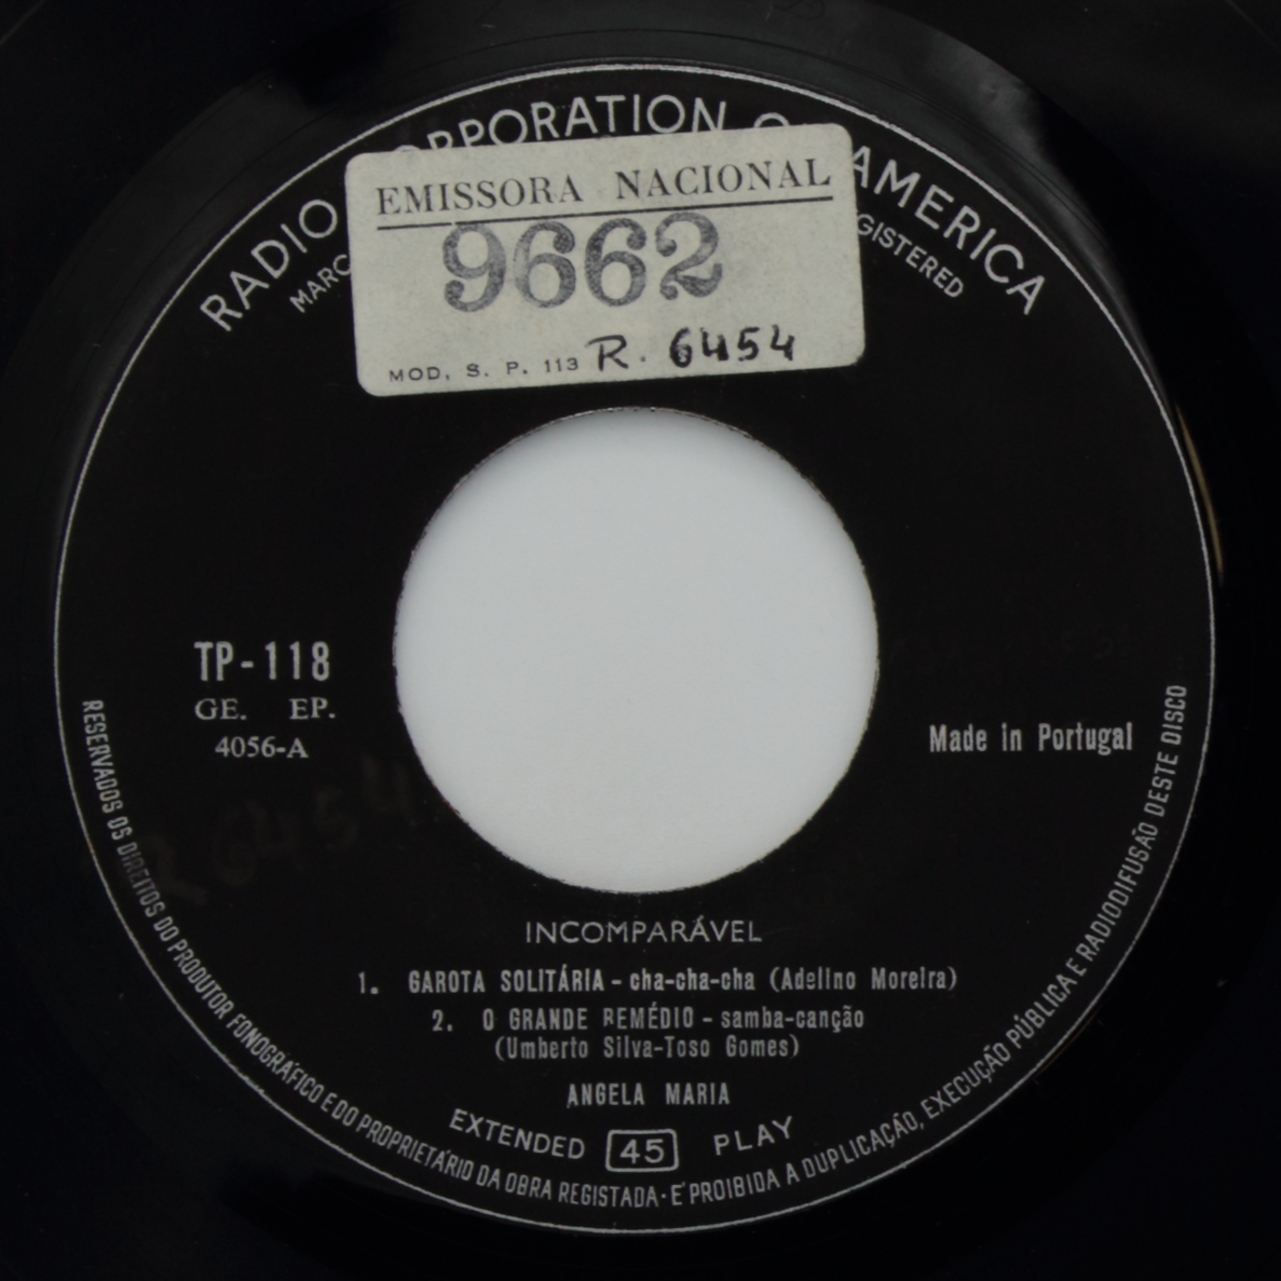 RADIO CORPORATION OF AMERICA
MARC GISTERED
EMISSORA NACIONAL
9662
MOD. S. P. 113 R. 6454
TP-118
GE. EP.
4056-A
R 6454
Made in Portugal
INCOMPARÁVEL
1. GAROTA SOLITÁRIA - cha-cha-cha (Adelino Moreira)
2. O GRANDE REMÉDIO - samba-canção
(Umberto Silva-Toso Gomes)
ANGELA MARIA
EXTENDED 45 PLAY
RESERVADOS OS DIREITOS DO PRODUTOR FONOGRÁFICO E DO PROPRIETÁRIO DA OBRA REGISTADA · E' PROIBIDA A DUPLICAÇÃO, EXECUÇÃO PÚBLICA E RADIODIFUSÃO DESTE DISCO